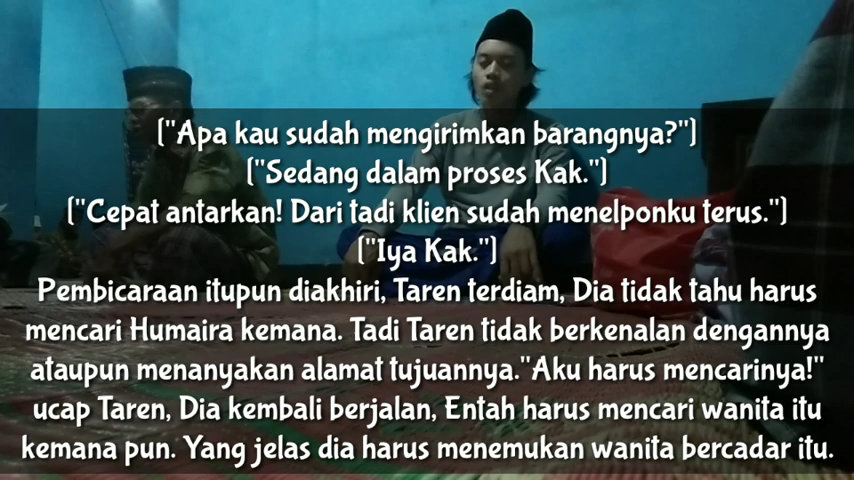 ("Apa kau sudah mengirimkan barangnya?")
("Sedang dalam proses Kak.")
("Cepat antarkan! Dari tadi klien sudah menelponku terus.")
("Iya Kak.")
Pembicaraan itupun diakhiri, Taren terdiam, Dia tidak tahu harus
mencari Humaira kemana. Tadi Taren tidak berkenalan dengannya
ataupun menanyakan alamat tujuannya."Aku harus mencarinya!"
ucap Taren, Dia kembali berjalan, Entah harus mencari wanita itu
kemana pun. Yang jelas dia harus menemukan wanita bercadar itu.